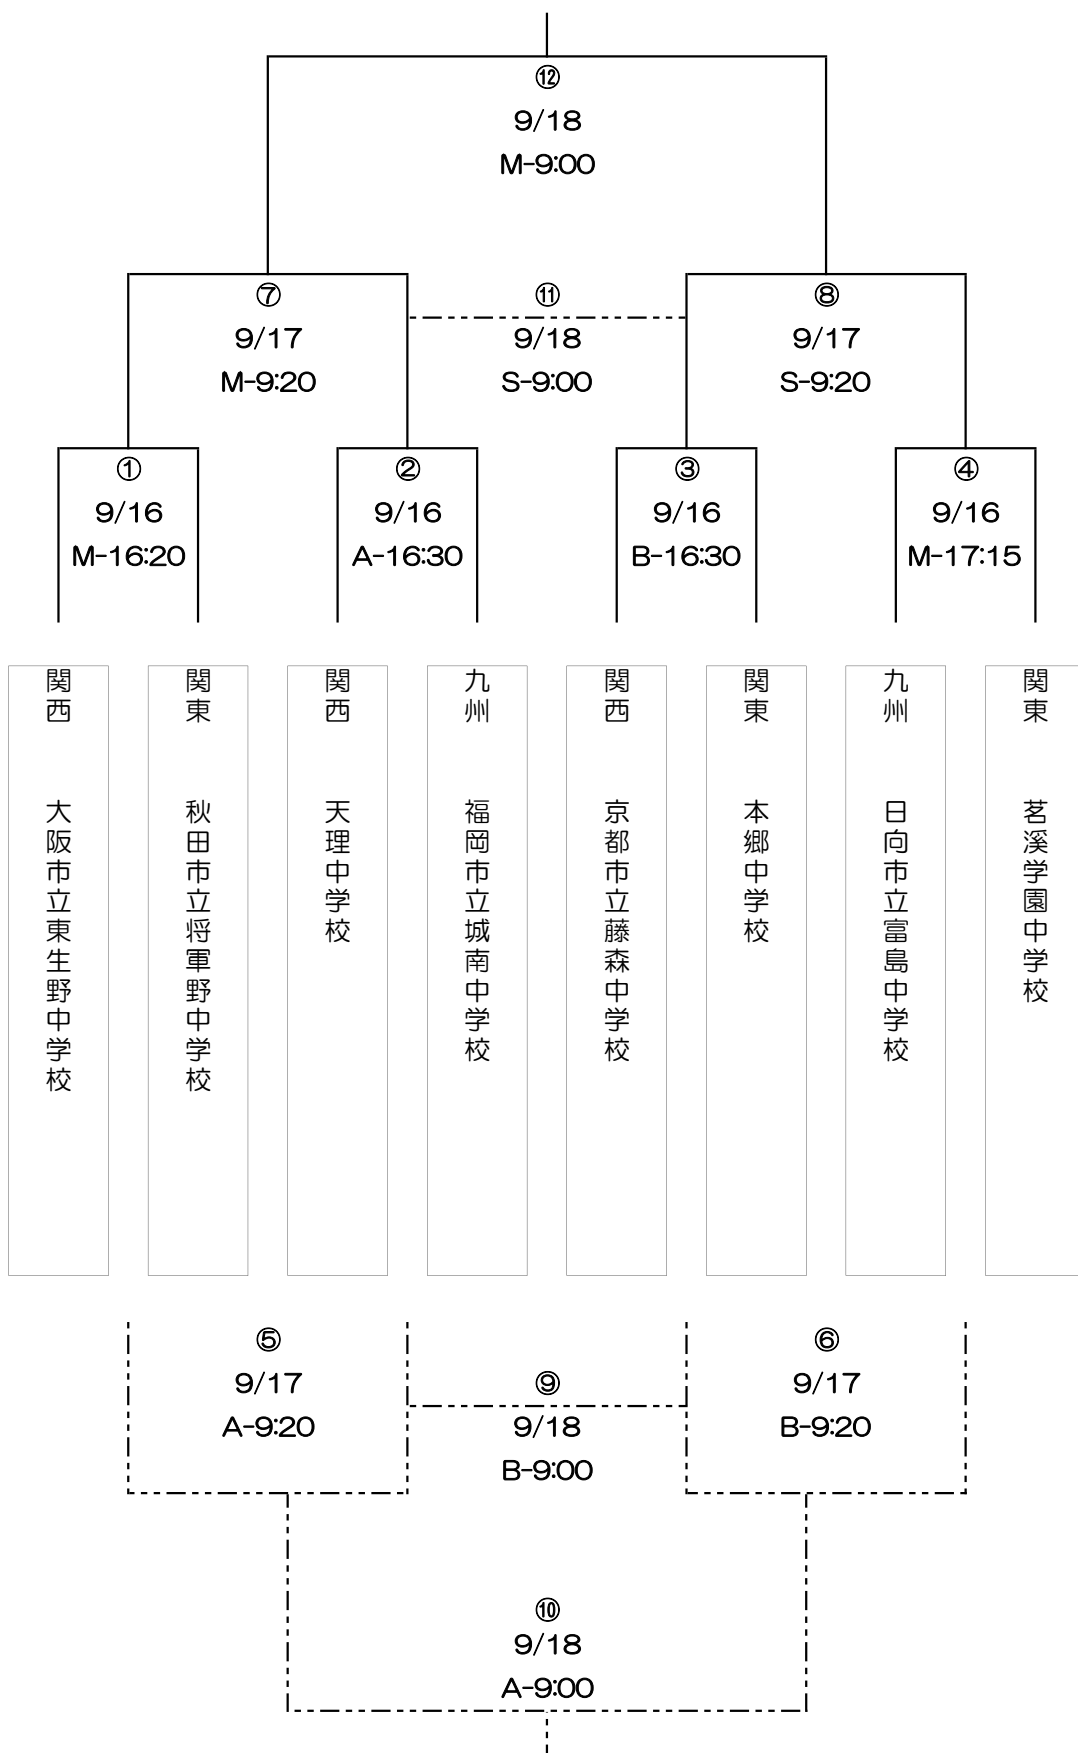 ⑫
9/18
M-9:00
⑦
9/17
M-9:20
⑪
9/18
S-9:00
⑧
9/17
S-9:20
①
9/16
M-16:20
②
9/16
A-16:30
③
9/16
B-16:30
④
9/16
M-17:15
関西 大阪市立東生野中学校
関東 秋田市立将軍野中学校
関西 天理中学校
九州 福岡市立城南中学校
関西 京都市立藤森中学校
関東 本郷中学校
九州 日向市立富島中学校
関東 茗溪学園中学校
⑤
9/17
A-9:20
⑨
9/18
B-9:00
⑥
9/17
B-9:20
⑩
9/18
A-9:00